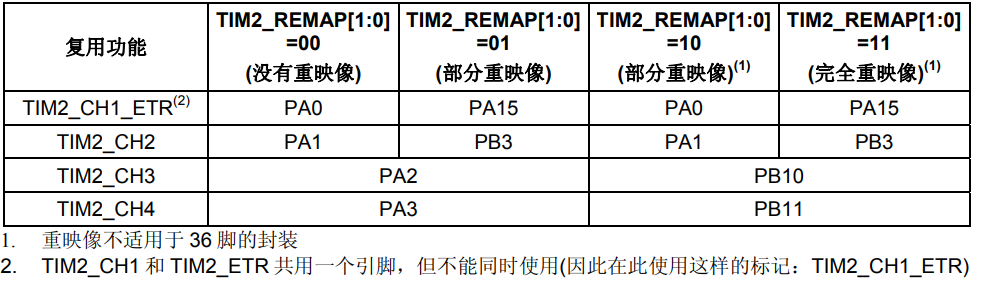 复用功能
TIM2_REMAP[1:0]
=00
(没有重映像)
TIM2_REMAP[1:0]
=01
(部分重映像)
TIM2_REMAP[1:0]
=10
(部分重映像)(1)
TIM2_REMAP[1:0]
=11
(完全重映像)(1)
TIM2_CH1_ETR(2) PA0 PA15 PA0 PA15
TIM2_CH2 PA1 PB3 PA1 PB3
TIM2_CH3 PA2 PB10
TIM2_CH4 PA3 PB11
1. 重映像不适用于 36 脚的封装
2. TIM2_CH1 和 TIM2_ETR 共用一个引脚，但不能同时使用(因此在此使用这样的标记：TIM2_CH1_ETR)